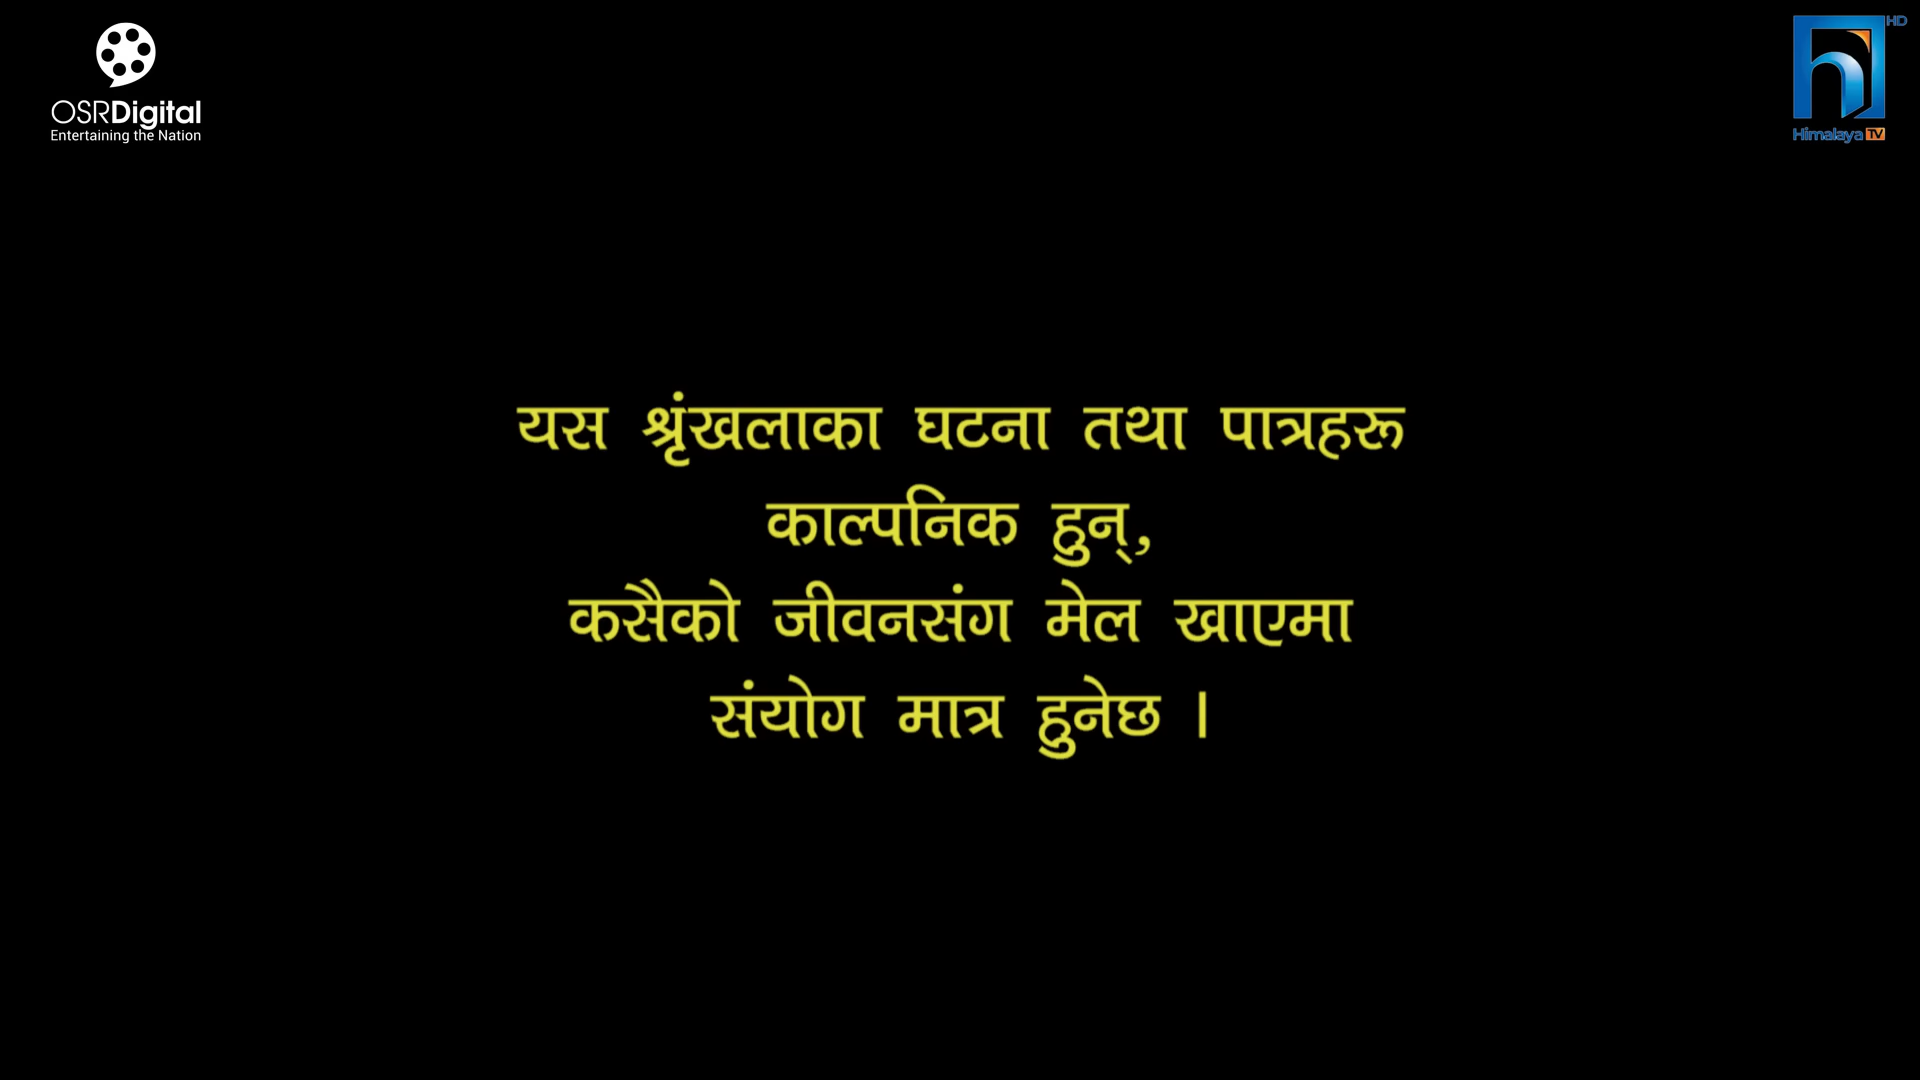 OSRDigital
Entertaining the Nation
HD
Himalaya TV
यस श्रृंखलाका घटना तथा पात्रहरू
काल्पनिक हुन्,
कसैको जीवनसंग मेल खाएमा
संयोग मात्र हुनेछ ।